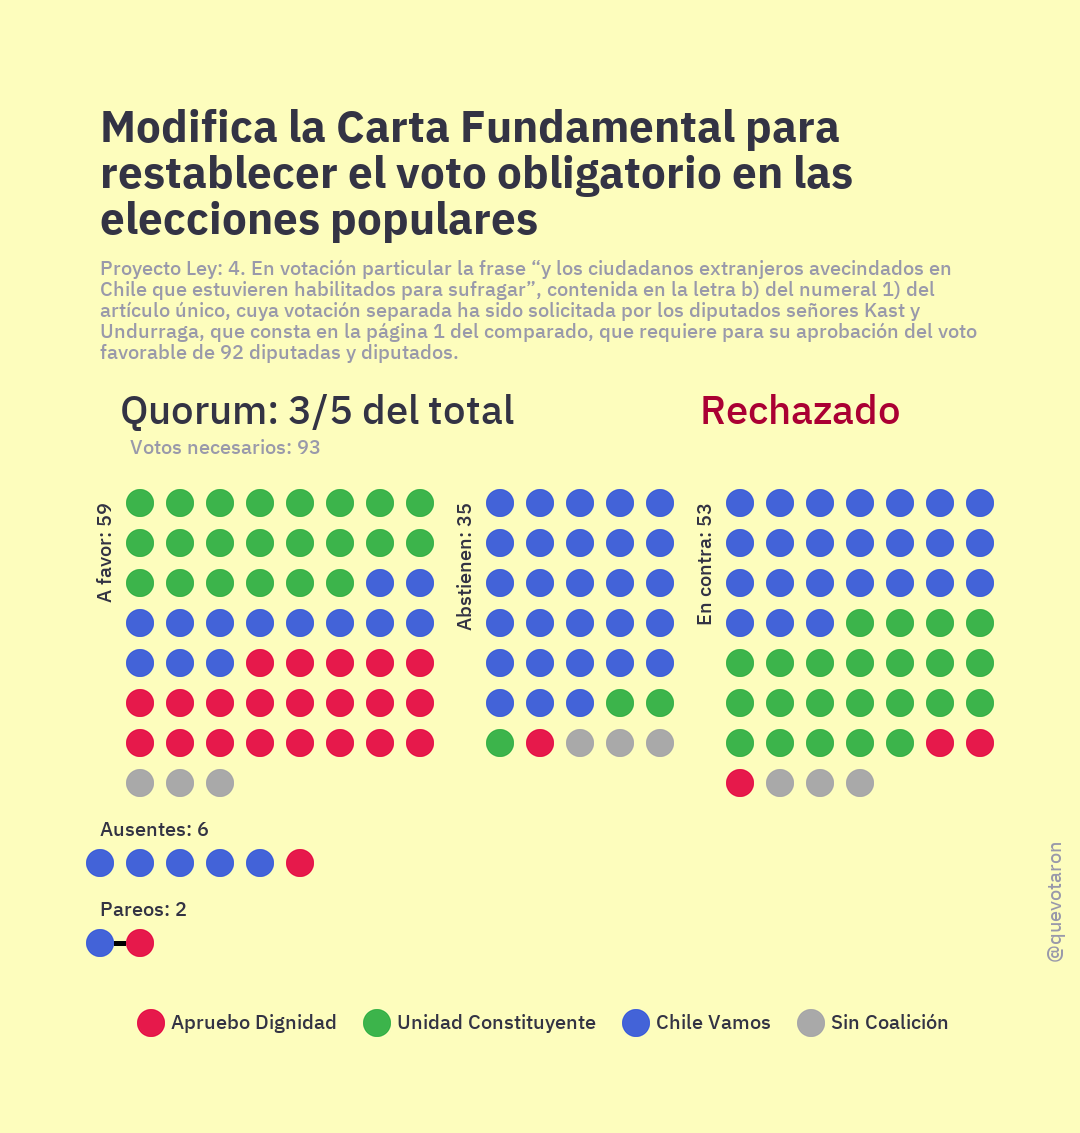 Modifica la Carta Fundamental para
restablecer el voto obligatorio en las
elecciones populares
Proyecto Ley: 4. En votación particular la frase “y los ciudadanos extranjeros avecindados en
Chile que estuvieren habilitados para sufragar”, contenida en la letra b) del numeral 1) del
artículo único, cuya votación separada ha sido solicitada por los diputados señores Kast y
Undurraga, que consta en la página 1 del comparado, que requiere para su aprobación del voto
favorable de 92 diputadas y diputados.
Quorum: 3/5 del total
Rechazado
Votos necesarios: 93
A favor: 59
Abstienen: 35
En contra: 53
Ausentes: 6
Pareos: 2
@quevotaron
Apruebo Dignidad
Unidad Constituyente
Chile Vamos
Sin Coalición